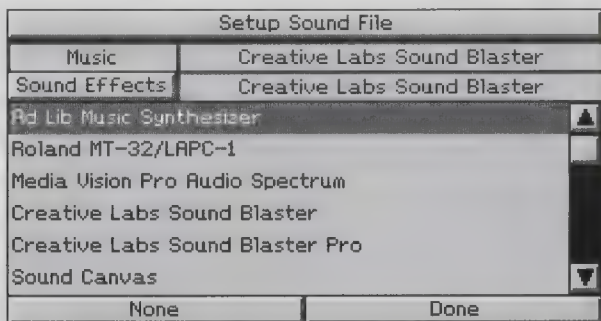 Setup Sound File
Music Creative Labs Sound Blaster
Sound Effects Creative Labs Sound Blaster
Ad Lib Music Synthesizer
Roland MT-32/LAPC-1
Media Vision Pro Audio Spectrum
Creative Labs Sound Blaster
Creative Labs Sound Blaster Pro
Sound Canvas
None Done